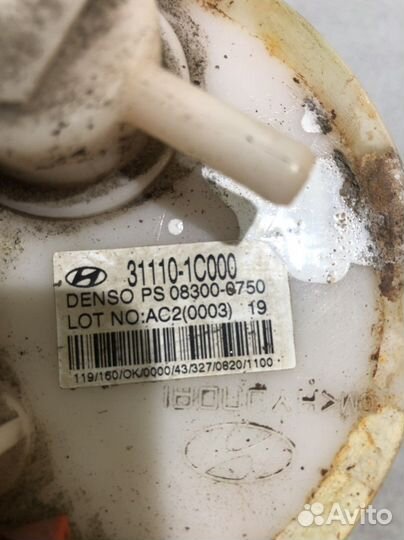 31110-1C000
DENSO PS 08300-6750
LOT NO:AC2(0003) 19
119/160/OK/0000/43/327/0820/1100
Avito